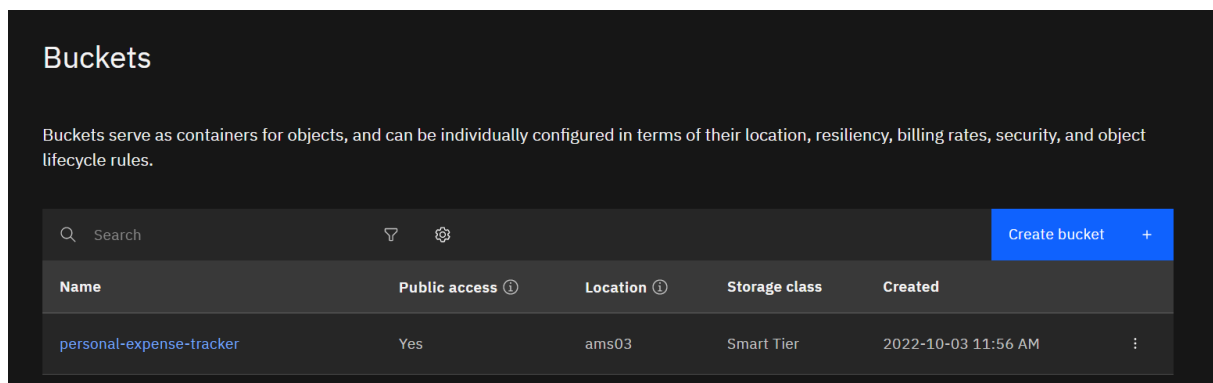 Buckets
Buckets serve as containers for objects, and can be individually configured in terms of their location, resiliency, billing rates, security, and object
lifecycle rules.
Search
Create bucket +
Name Public access Location Storage class Created
personal-expense-tracker Yes ams03 Smart Tier 2022-10-03 11:56 AM